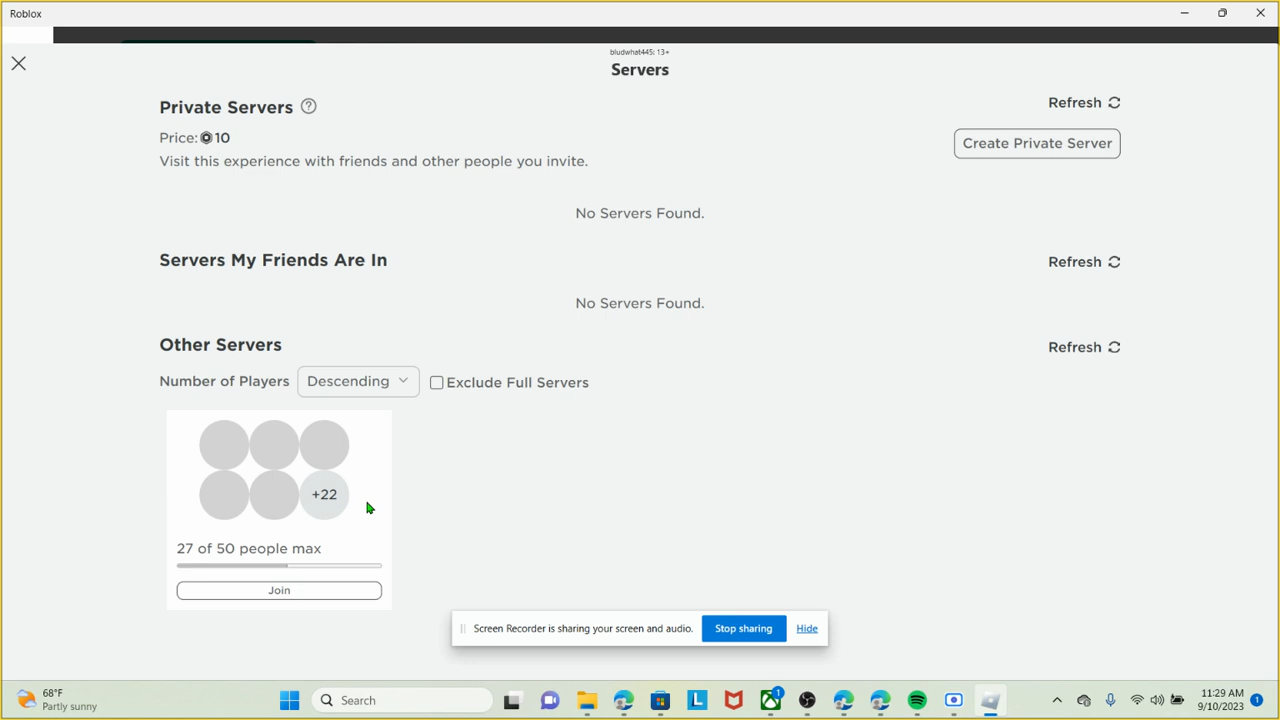 Roblox
bludwhat445: 13+
Servers
Private Servers
Refresh
Price: 10
Create Private Server
Visit this experience with friends and other people you invite.
No Servers Found.
Servers My Friends Are In
Refresh
No Servers Found.
Other Servers
Refresh
Number of Players Descending Exclude Full Servers
+22
27 of 50 people max
Join
Screen Recorder is sharing your screen and audio. Stop sharing Hide
68°F
Partly sunny
Search
1
11:29 AM
9/10/2023
1